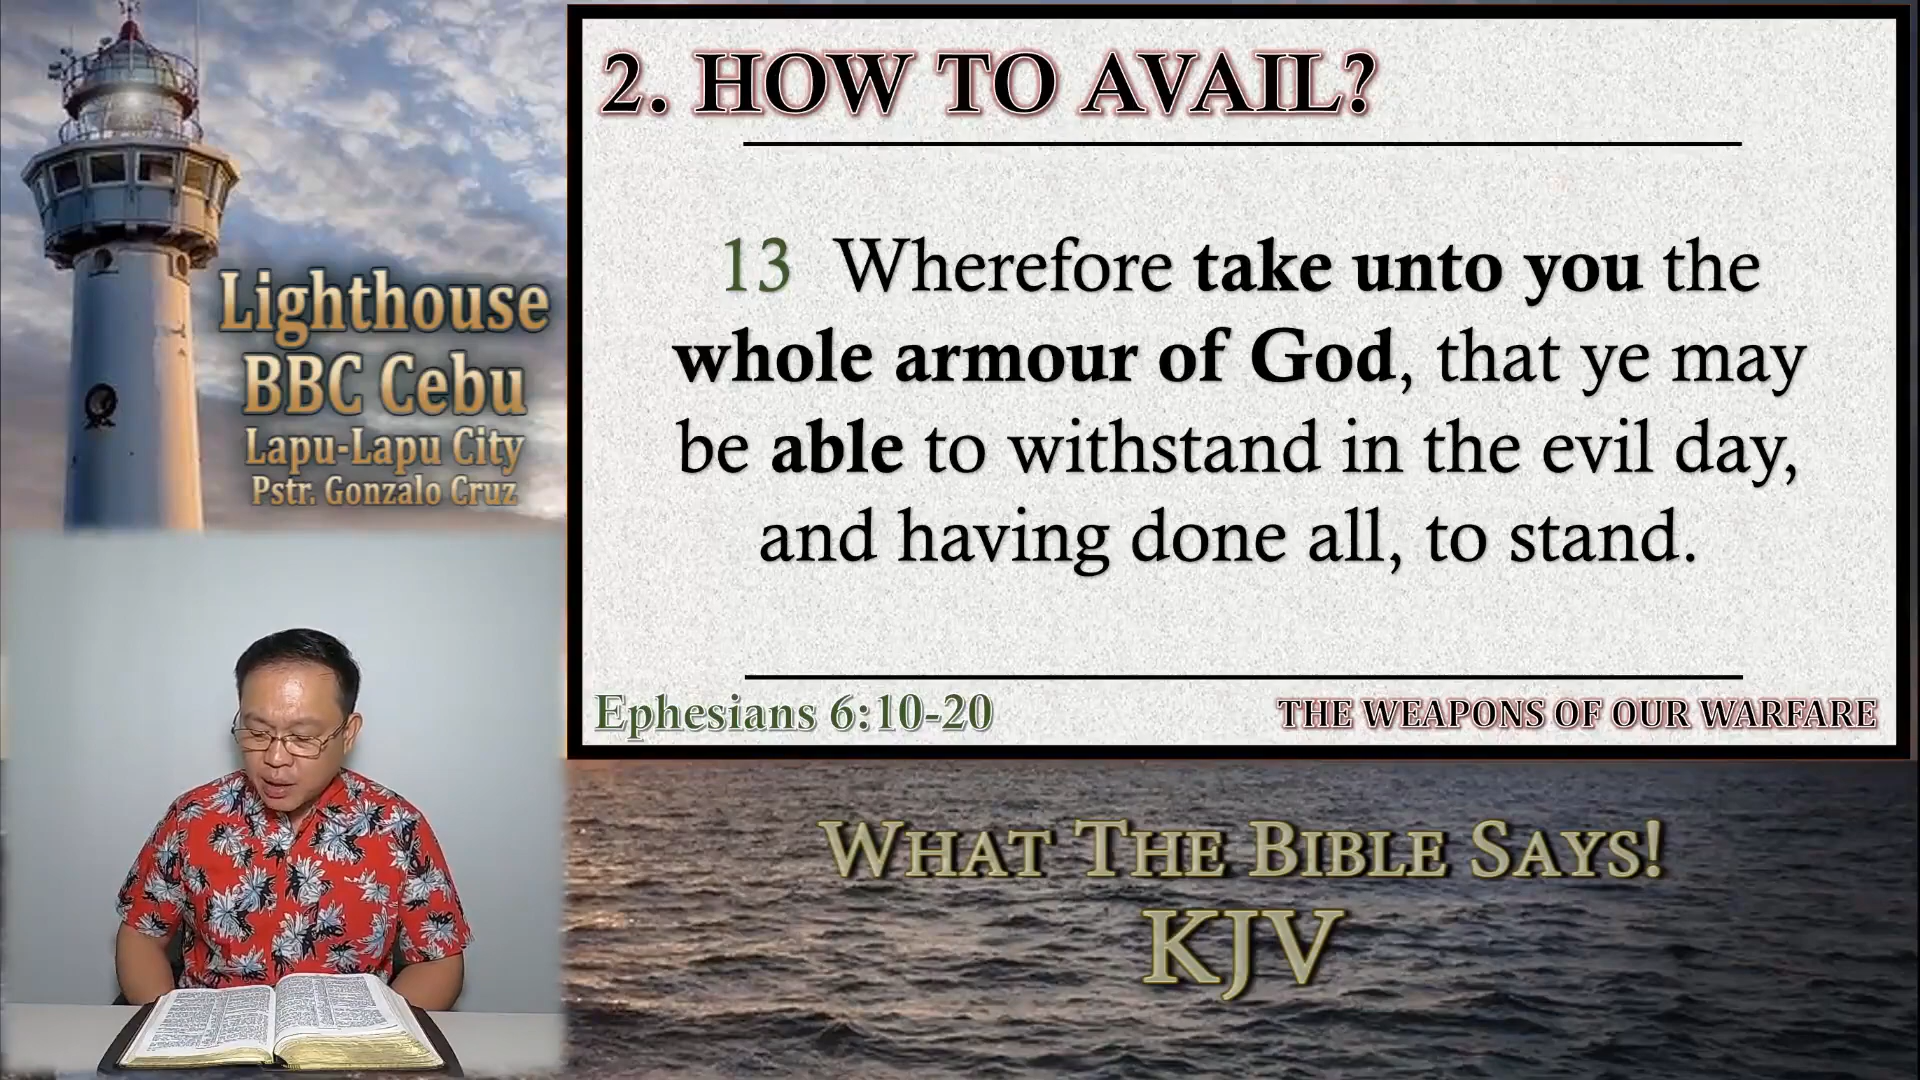 2. HOW TO AVAIL?
13 Wherefore take unto you the
whole armour of God, that ye may
be able to withstand in the evil day,
and having done all, to stand.
Ephesians 6:10-20
THE WEAPONS OF OUR WARFARE
Lighthouse
BBC Cebu
Lapu-Lapu City
Pstr. Gonzalo Cruz
WHAT THE BIBLE SAYS!
KJV